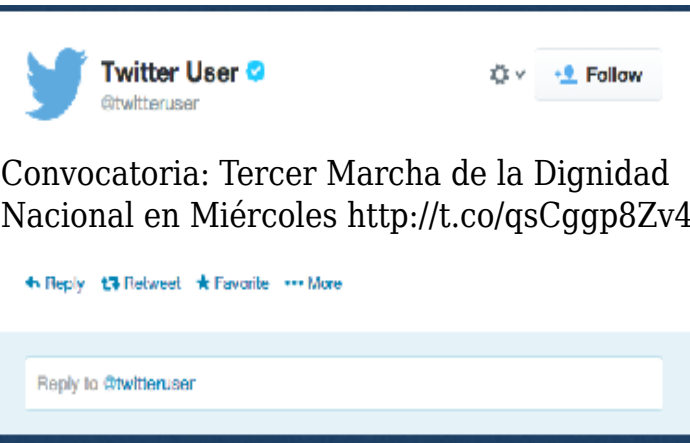 Twitter User
@twitteruser
Follow
Convocatoria: Tercer Marcha de la Dignidad
Nacional en Miércoles http://t.co/qsCggp8Zv4
Reply Retweet Favorite More
Reply to @twitteruser